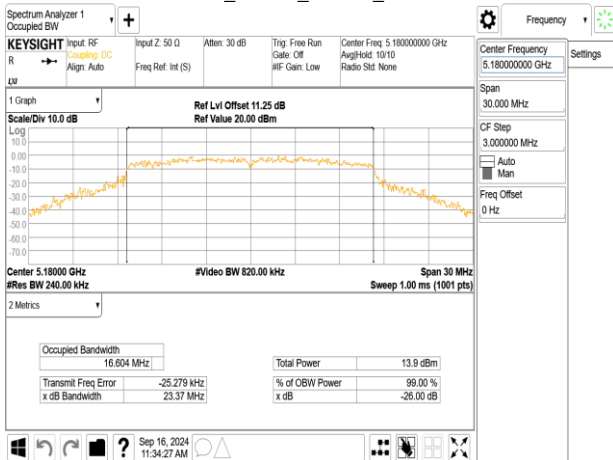 Spectrum Analyzer 1
Occupied BW
Frequency
KEYSIGHT
R
Input: RF
Coupling: DC
Align: Auto
Input Z: 50 Ω
Freq Ref: Int (S)
Atten: 30 dB
Trig: Free Run
Gate: Off
#IF Gain: Low
Center Freq: 5.180000000 GHz
Avg|Hold: 10/10
Radio Std: None
Center Frequency
5.180000000 GHz
Settings
Span
30.000 MHz
CF Step
3.000000 MHz
Auto
Man
Freq Offset
0 Hz
1 Graph
Scale/Div 10.0 dB
Ref Lvl Offset 11.25 dB
Ref Value 20.00 dBm
Log
10.0
0.00
-10.0
-20.0
-30.0
-40.0
-50.0
-60.0
-70.0
Center 5.18000 GHz
#Res BW 240.00 kHz
#Video BW 820.00 kHz
Span 30 MHz
Sweep 1.00 ms (1001 pts)
2 Metrics
Occupied Bandwidth
16.604 MHz
Total Power 13.9 dBm
Transmit Freq Error -25.279 kHz
% of OBW Power 99.00 %
x dB Bandwidth 23.37 MHz
x dB -26.00 dB
?
Sep 16, 2024
11:34:27 AM